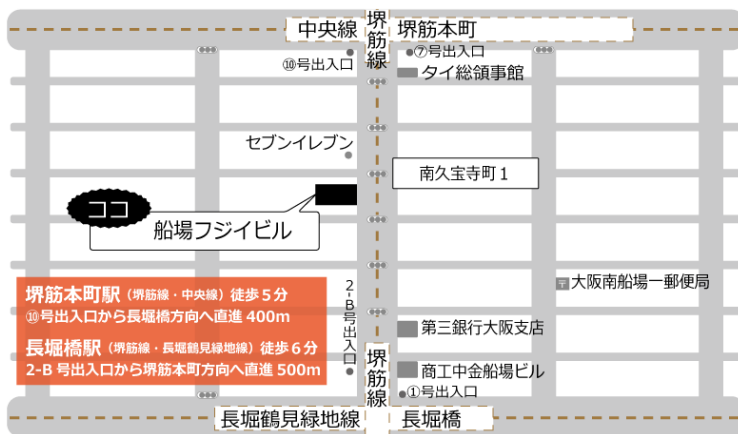 中央線
堺筋線
堺筋本町
⑩号出入口
⑦号出入口
タイ総領事館
セブンイレブン
南久宝寺町1
ココ
船場フジイビル
大阪南船場一郵便局
堺筋本町駅（堺筋線・中央線）徒歩5分
⑩号出入口から長堀橋方向へ直進 400m
長堀橋駅（堺筋線・長堀鶴見緑地線）徒歩6分
2-B 号出入口から堺筋本町方向へ直進 500m
2-B号出入口
第三銀行大阪支店
堺筋線
商工中金船場ビル
①号出入口
長堀鶴見緑地線
長堀橋